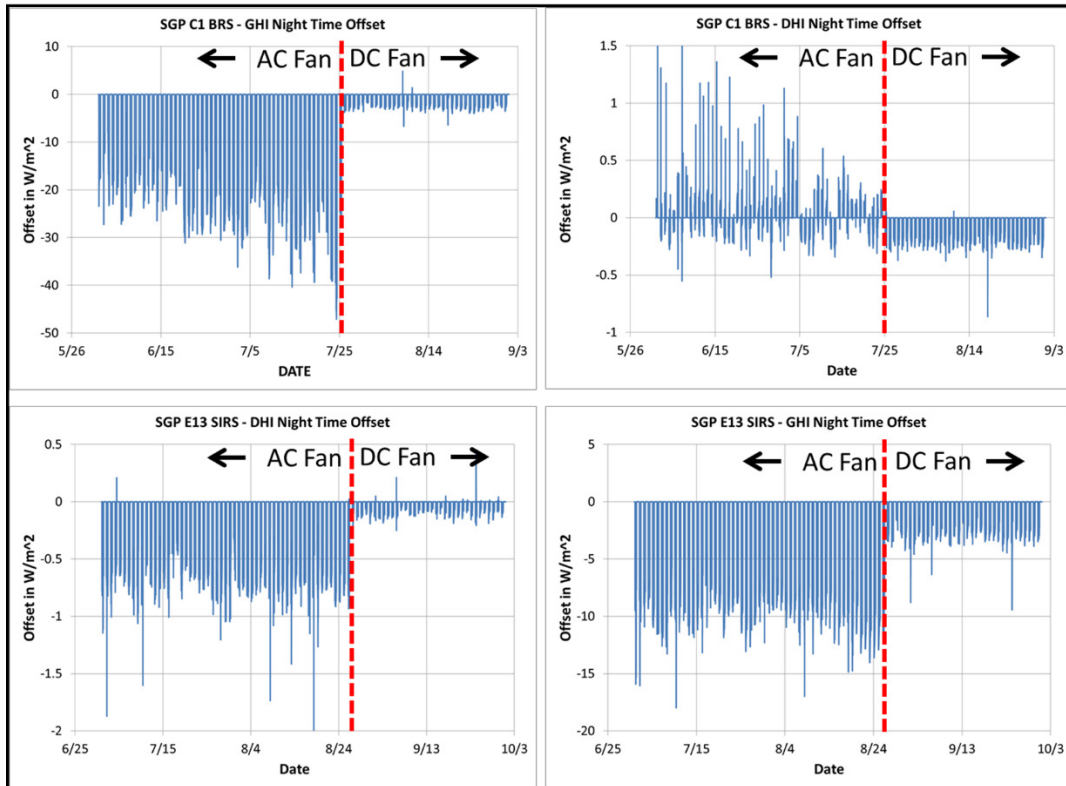 SGP C1 BRS - GHI Night Time Offset
AC Fan DC Fan
10
0
-10
-20
-30
-40
-50
Offset in W/m^2
5/26 6/15 7/5 7/25 8/14 9/3
DATE
SGP C1 BRS - DHI Night Time Offset
AC Fan DC Fan
1.5
1
0.5
0
-0.5
-1
Offset in W/m^2
5/26 6/15 7/5 7/25 8/14 9/3
Date
SGP E13 SIRS - DHI Night Time Offset
AC Fan DC Fan
0.5
0
-0.5
-1
-1.5
-2
Offset in W/m^2
6/25 7/15 8/4 8/24 9/13 10/3
Date
SGP E13 SIRS - GHI Night Time Offset
AC Fan DC Fan
5
0
-5
-10
-15
-20
Offset in W/m^2
6/25 7/15 8/4 8/24 9/13 10/3
Date